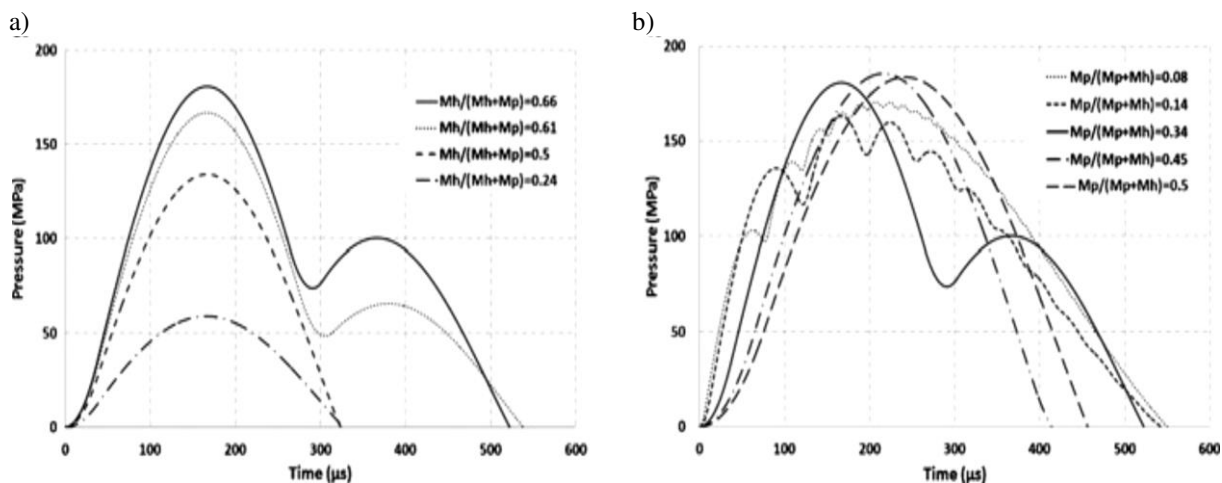 a)
200
150
100
50
0
Pressure (MPa)
0 100 200 300 400 500 600
Time (µs)
Mh/(Mh+Mp)=0.66
Mh/(Mh+Mp)=0.61
Mh/(Mh+Mp)=0.5
Mh/(Mh+Mp)=0.24
b)
200
150
100
50
0
Pressure (MPa)
0 100 200 300 400 500 600
Time (µs)
Mp/(Mp+Mh)=0.08
Mp/(Mp+Mh)=0.14
Mp/(Mp+Mh)=0.34
Mp/(Mp+Mh)=0.45
Mp/(Mp+Mh)=0.5